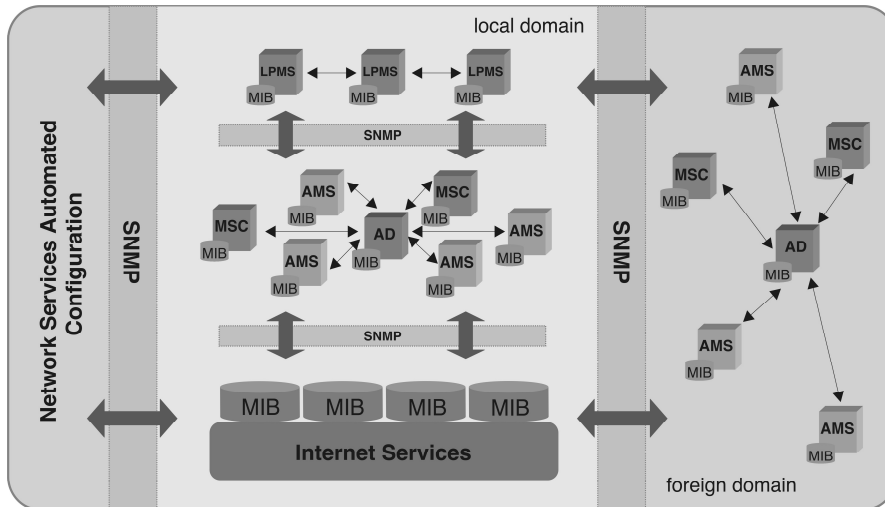 local domain
LPMS
LPMS
LPMS
MIB
MIB
MIB
SNMP
AMS
MIB
MSC
MIB
MSC
MIB
AD
MIB
AMS
MIB
AMS
MIB
AMS
MIB
SNMP
MIB
MIB
MIB
MIB
Internet Services
Network Services Automated
Configuration
SNMP
SNMP
AMS
MIB
MSC
MIB
MSC
MIB
AD
MIB
AMS
MIB
AMS
MIB
foreign domain